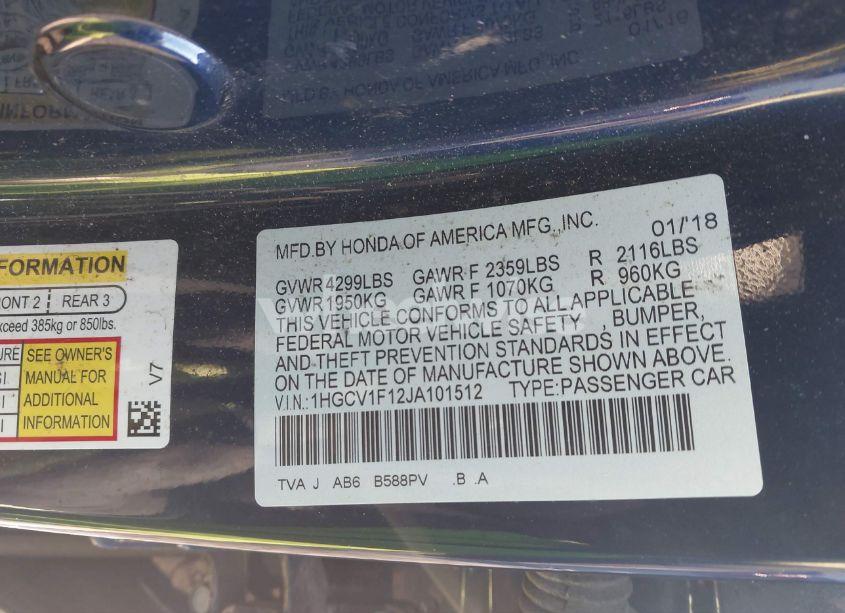 MFD.BY HONDA OF AMERICA MFG.,INC. 01/'18
GVWR 4299LBS GAWR F 2359LBS R 2116LBS
GVWR 1950KG GAWR F 1070KG R 960KG
THIS VEHICLE CONFORMS TO ALL APPLICABLE
FEDERAL MOTOR VEHICLE SAFETY , BUMPER,
AND THEFT PREVENTION STANDARDS IN EFFECT
ON THE DATE OF MANUFACTURE SHOWN ABOVE.
V.I.N.:1HGCV1F12JA101512 TYPE:PASSENGER CAR
TVA J AB6 B588PV .B .A
FORMATION
ONT 2 REAR 3
xceed 385kg or 850lbs.
URE
SEE OWNER'S
MANUAL FOR
ADDITIONAL
INFORMATION
V7